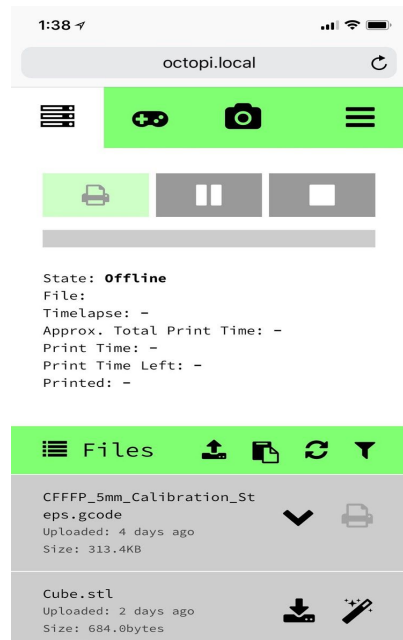 1:38
octopi.local
State: Offline
File:
Timelapse: –
Approx. Total Print Time: –
Print Time: –
Print Time Left: –
Printed: –
Files
CFFFP_5mm_Calibration_St
eps.gcode
Uploaded: 4 days ago
Size: 313.4KB
Cube.stl
Uploaded: 2 days ago
Size: 684.0bytes